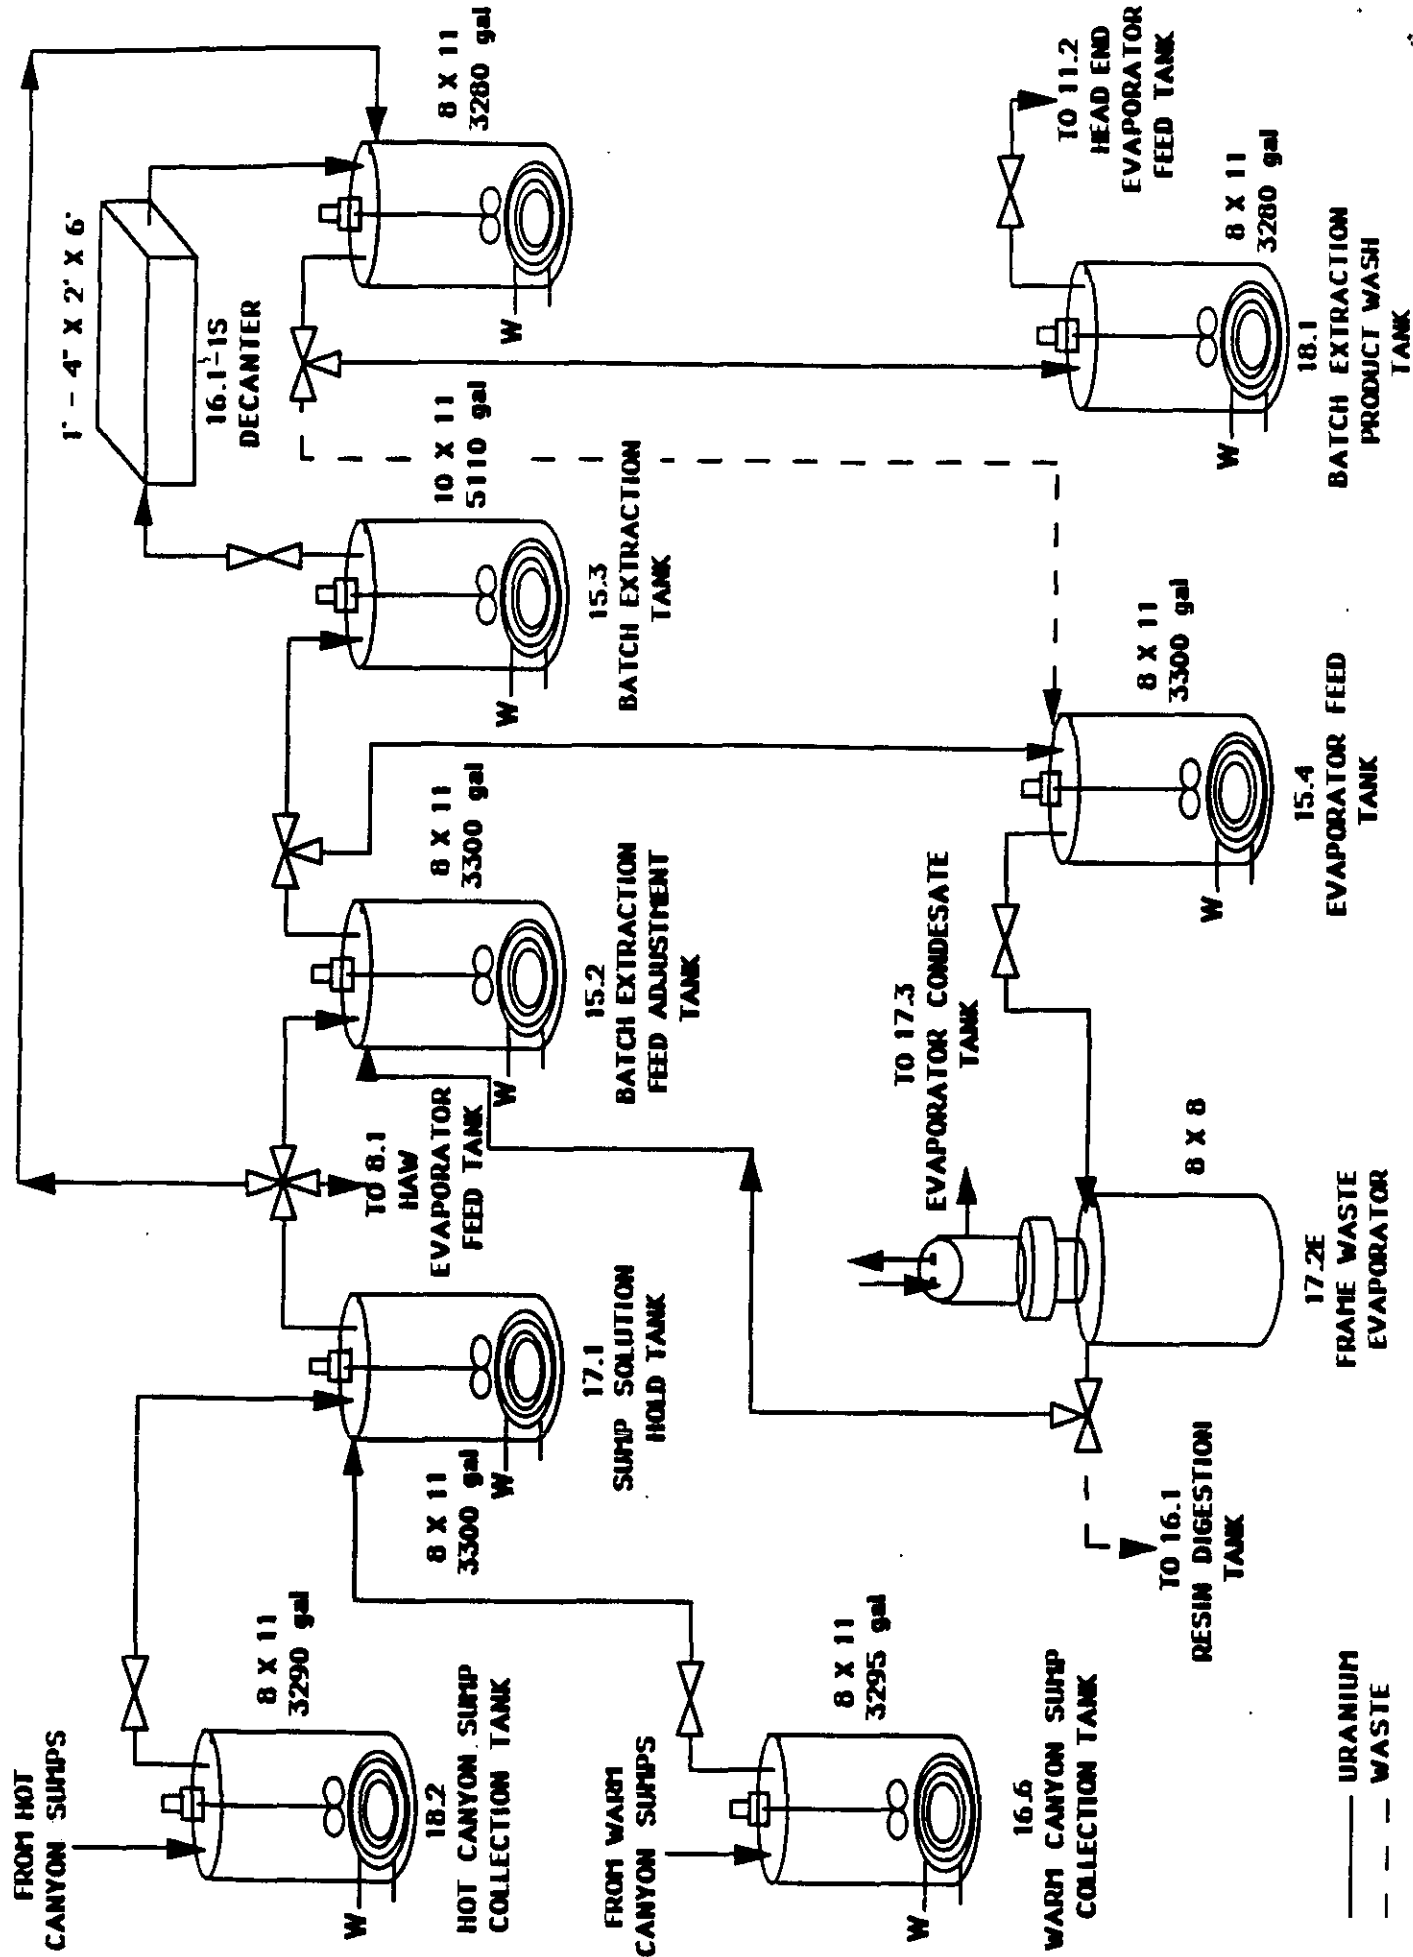 FROM HOT
CANYON SUMPS
8 X 11
3290 gal
W
18.2
HOT CANYON SUMP
COLLECTION TANK
8 X 11
3300 gal
W
17.1
SUMP SOLUTION
HOLD TANK
TO 8.1
HAW
EVAPORATOR
FEED TANK
8 X 11
3300 gal
W
15.2
BATCH EXTRACTION
FEED ADJUSTMENT
TANK
10 X 11
5110 gal
W
15.3
BATCH EXTRACTION
TANK
1' - 4" X 2' X 6'
16.1-1S
DECANTER
8 X 11
3280 gal
W
FROM WARM
CANYON SUMPS
8 X 11
3295 gal
W
16.6
WARM CANYON SUMP
COLLECTION TANK
TO 16.1
RESIN DIGESTION
TANK
TO 17.3
EVAPORATOR CONDESATE
TANK
8 X 8
17.2E
FRAME WASTE
EVAPORATOR
8 X 11
3300 gal
W
15.4
EVAPORATOR FEED
TANK
TO 11.2
HEAD END
EVAPORATOR
FEED TANK
8 X 11
3280 gal
W
18.1
BATCH EXTRACTION
PRODUCT WASH
TANK
URANIUM
WASTE